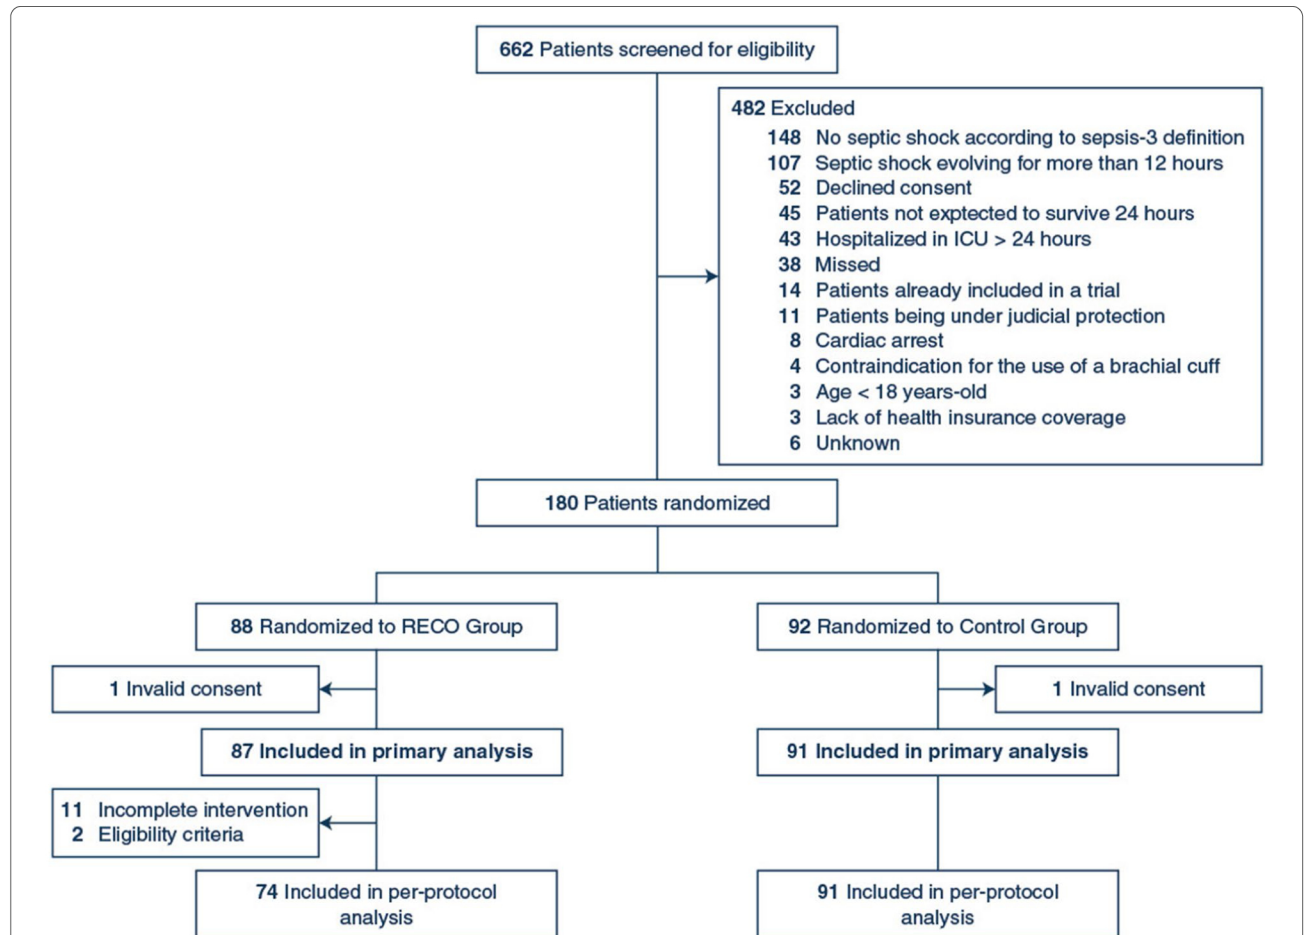 662 Patients screened for eligibility
482 Excluded
148 No septic shock according to sepsis-3 definition
107 Septic shock evolving for more than 12 hours
52 Declined consent
45 Patients not exptected to survive 24 hours
43 Hospitalized in ICU > 24 hours
38 Missed
14 Patients already included in a trial
11 Patients being under judicial protection
8 Cardiac arrest
4 Contraindication for the use of a brachial cuff
3 Age < 18 years-old
3 Lack of health insurance coverage
6 Unknown
180 Patients randomized
88 Randomized to RECO Group
92 Randomized to Control Group
1 Invalid consent
1 Invalid consent
87 Included in primary analysis
91 Included in primary analysis
11 Incomplete intervention
2 Eligibility criteria
74 Included in per-protocol
analysis
91 Included in per-protocol
analysis